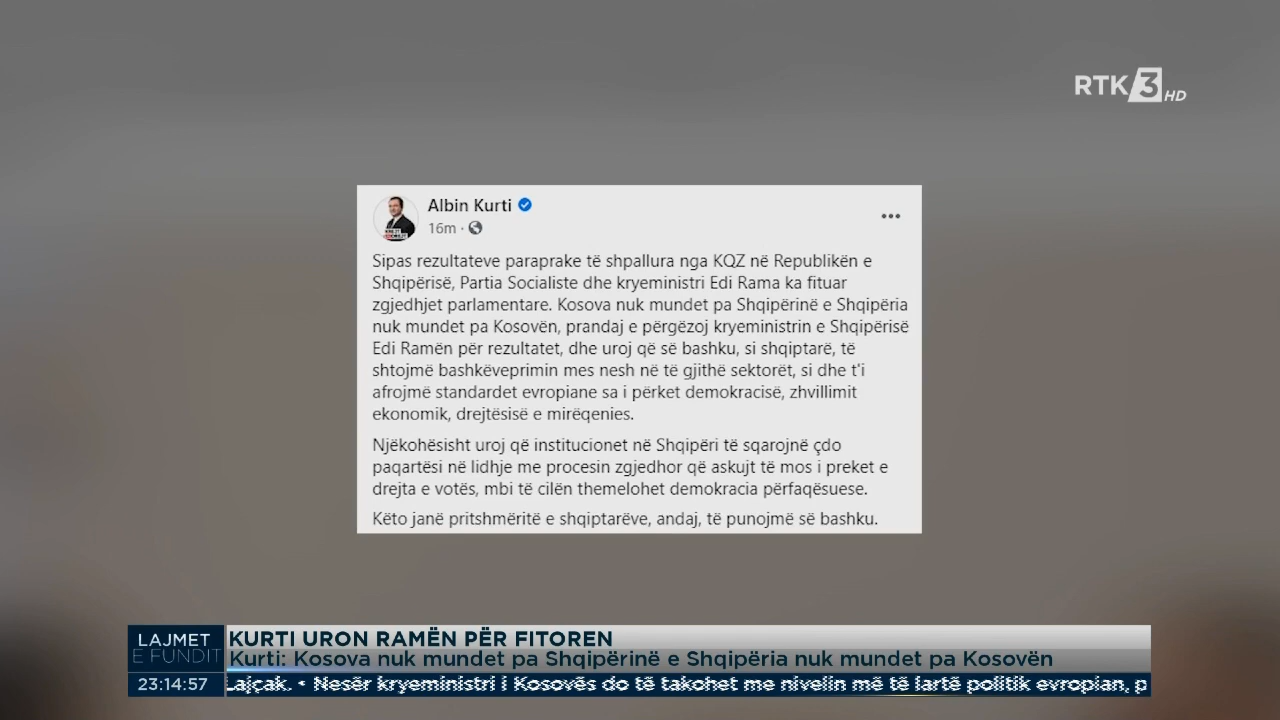 RTK 3 HD
Albin Kurti
16m ·
Sipas rezultateve paraprake të shpallura nga KQZ në Republikën e
Shqipërisë, Partia Socialiste dhe kryeministri Edi Rama ka fituar
zgjedhjet parlamentare. Kosova nuk mundet pa Shqipërinë e Shqipëria
nuk mundet pa Kosovën, prandaj e përgëzoj kryeministrin e Shqipërisë
Edi Ramën për rezultatet, dhe uroj që së bashku, si shqiptarë, të
shtojmë bashkëveprimin mes nesh në të gjithë sektorët, si dhe t'i
afrojmë standardet evropiane sa i përket demokracisë, zhvillimit
ekonomik, drejtësisë e mirëqenies.
Njëkohësisht uroj që institucionet në Shqipëri të sqarojnë çdo
paqartësi në lidhje me procesin zgjedhor që askujt të mos i preket e
drejta e votës, mbi të cilën themelohet demokracia përfaqësuese.
Këto janë pritshmëritë e shqiptarëve, andaj, të punojmë së bashku.
LAJMET
E FUNDIT
KURTI URON RAMËN PËR FITOREN
Kurti: Kosova nuk mundet pa Shqipërinë e Shqipëria nuk mundet pa Kosovën
23:14:57
Lajçak. • Nesër kryeministri i Kosovës do të takohet me nivelin më të lartë politik evropian, p